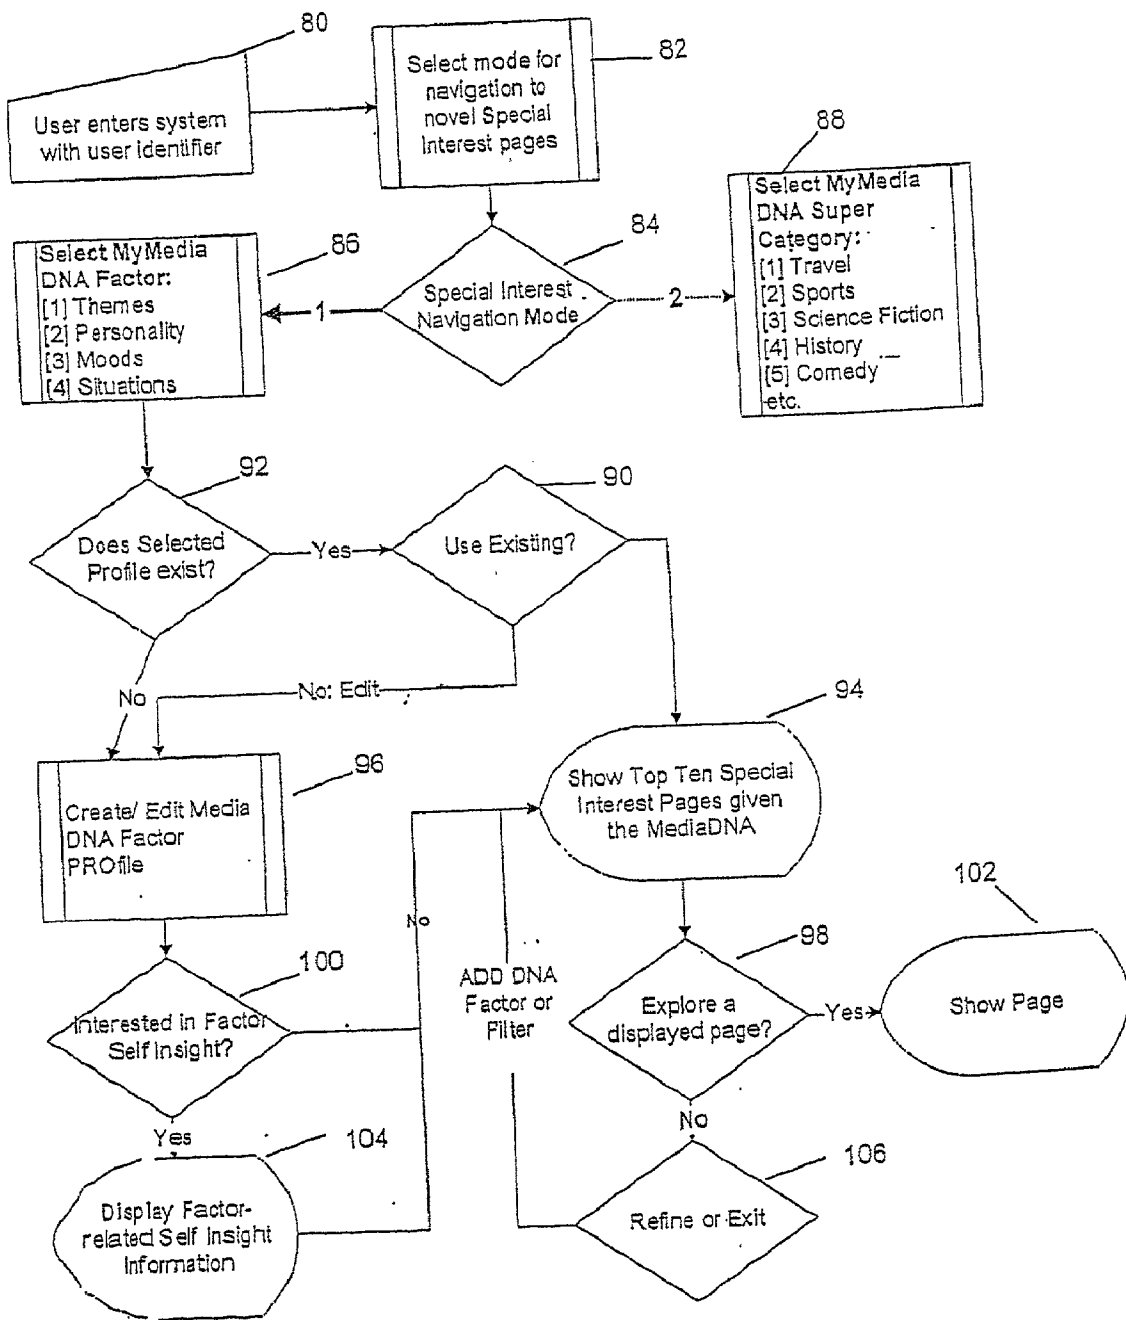 80
User enters system
with user identifier
Select mode for
navigation to
novel Special
Interest pages
82
88
Select MyMedia
DNA Super
Category:
[1] Travel
[2] Sports
[3] Science Fiction
[4] History
[5] Comedy
etc.
84
Special Interest
Navigation Mode
1
2
86
Select MyMedia
DNA Factor:
[1] Themes
[2] Personality
[3] Moods
[4] Situations
92
Does Selected
Profile exist?
Yes
90
Use Existing?
No
No: Edit
94
Show Top Ten Special
Interest Pages given
the MediaDNA
96
Create/ Edit Media
DNA Factor
PROfile
No
100
Interested in Factor
Self Insight?
Yes
ADD DNA
Factor or
Filter
98
Explore a
displayed page?
Yes
102
Show Page
No
104
Display Factor-
related Self Insight
Information
106
Refine or Exit